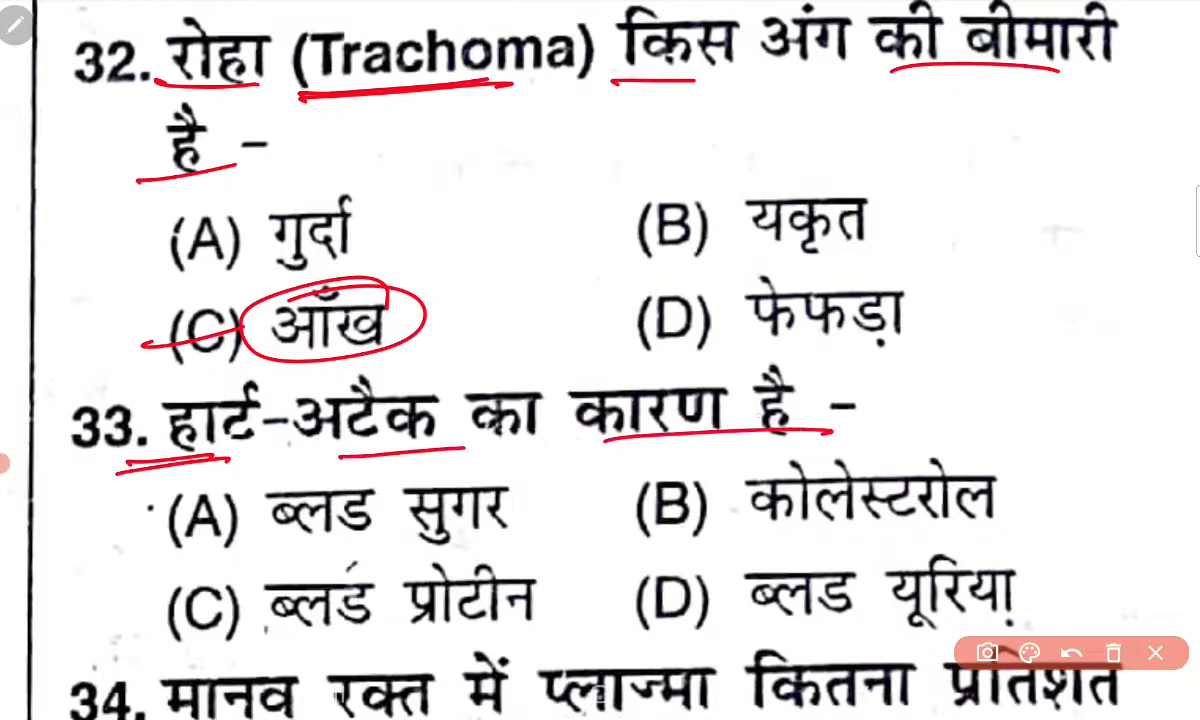 32. रोहा (Trachoma) किस अंग की बीमारी
है -
(A) गुर्दा (B) यकृत
(C) आँख (D) फेफड़ा
33. हार्ट-अटैक का कारण है -
(A) ब्लड सुगर (B) कोलेस्टरोल
(C) ब्लड प्रोटीन (D) ब्लड यूरिया
34. मानव रक्त में प्लाज्मा कितना प्रतिशत